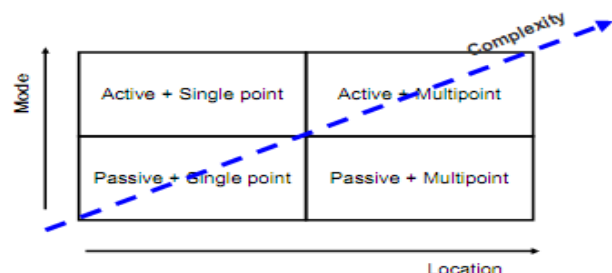 Complexity
Mode
Active + Single point
Active + Multipoint
Passive + Single point
Passive + Multipoint
Location